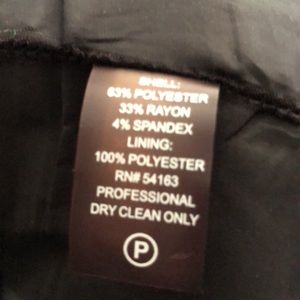 SHELL:
63% POLYESTER
33% RAYON
4% SPANDEX
LINING:
100% POLYESTER
RN# 54163
PROFESSIONAL
DRY CLEAN ONLY
P